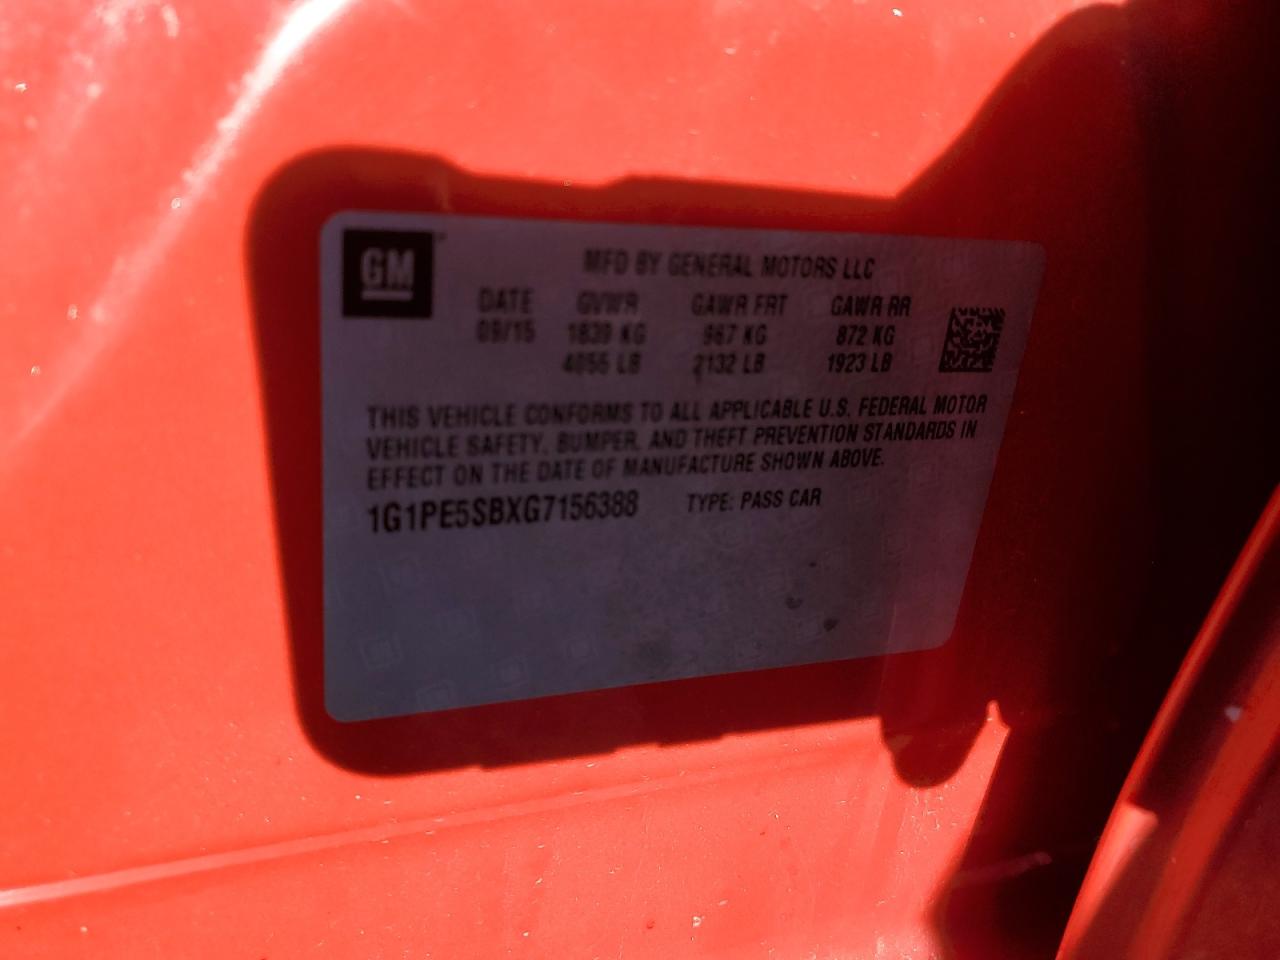 GM
MFD BY GENERAL MOTORS LLC
DATE GVWR GAWR FRT GAWR RR
09/15 1839 KG 967 KG 872 KG
4055 LB 2132 LB 1923 LB
THIS VEHICLE CONFORMS TO ALL APPLICABLE U.S. FEDERAL MOTOR
VEHICLE SAFETY, BUMPER, AND THEFT PREVENTION STANDARDS IN
EFFECT ON THE DATE OF MANUFACTURE SHOWN ABOVE.
1G1PE5SBXG7156388 TYPE: PASS CAR